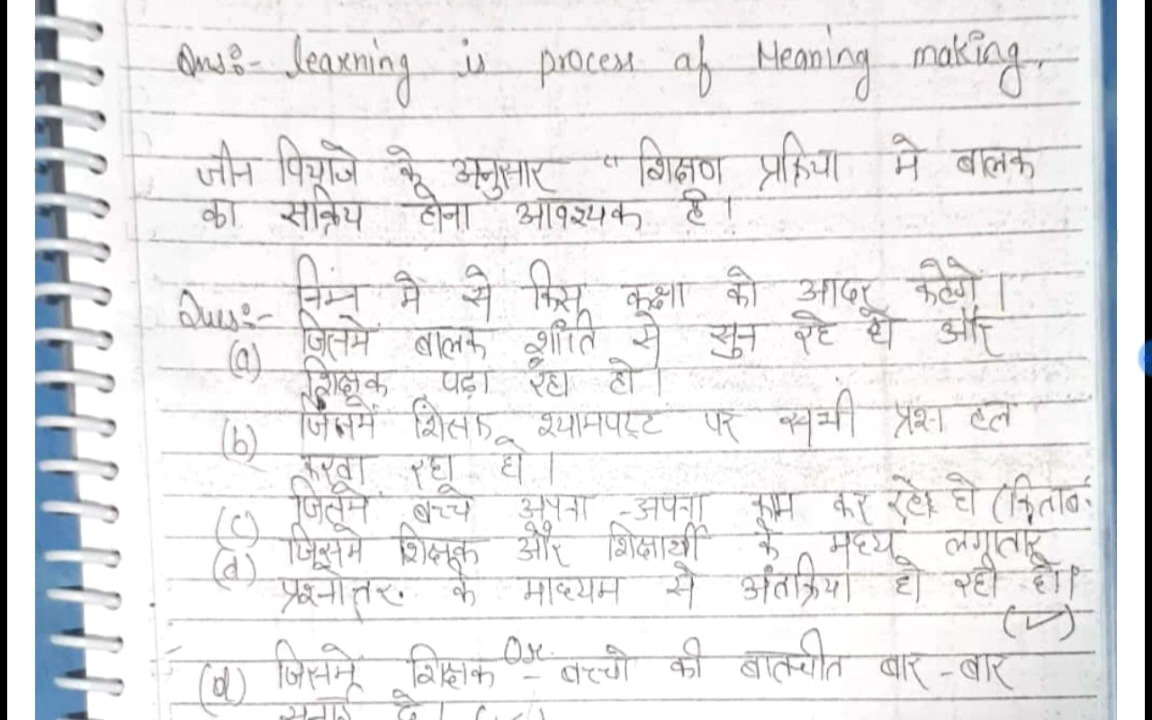 Ans:- learning is process of Meaning making.
जीन पियाजे के अनुसार " शिक्षण प्रक्रिया मे बालक
का सक्रिय होना आवश्यक है।
Ques:- निम्न मे से किस कक्षा को आदर कहेगे।
(a) जिसमे बालक शांति से सुन रहे हो और
शिक्षक पढ़ा रहा हो।
(b) जिसमे शिक्षक श्यामपट्ट पर सभी प्रश्न हल
करवा रहा हो।
(c) जिसमे बच्चे अपना -अपना काम कर रहे हो (किताब
(d) जिसमे शिक्षक और शिक्षार्थी के मध्य लगातार
प्रश्नोत्तर. के माध्यम से अंतक्रिया हो रही हो।
(✓)
Or.
(d) जिसमे शिक्षक - बच्चो की बातचीत बार -बार